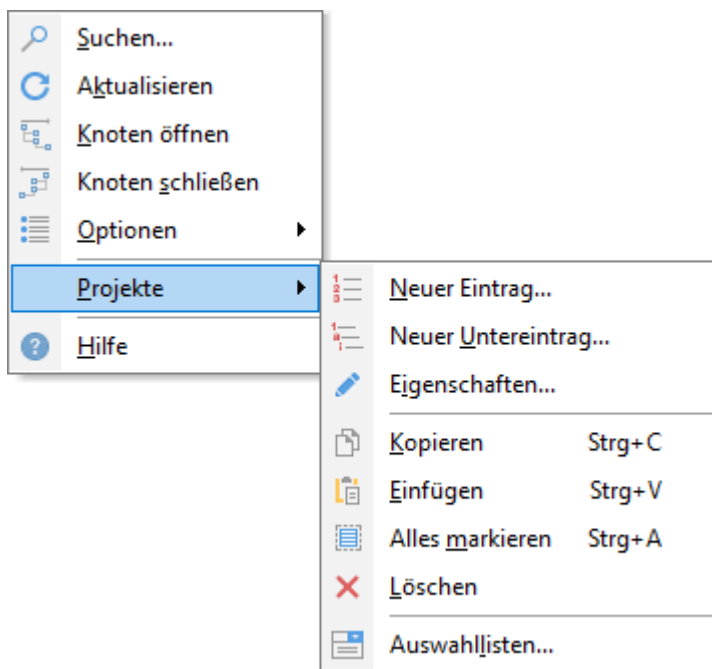 Suchen...
Aktualisieren
Knoten öffnen
Knoten schließen
Optionen
Projekte
Hilfe
Neuer Eintrag...
Neuer Untereintrag...
Eigenschaften...
Kopieren Strg+C
Einfügen Strg+V
Alles markieren Strg+A
Löschen
Auswahllisten...